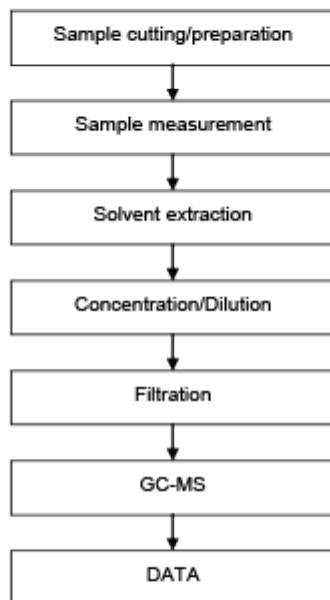 Sample cutting/preparation
Sample measurement
Solvent extraction
Concentration/Dilution
Filtration
GC-MS
DATA